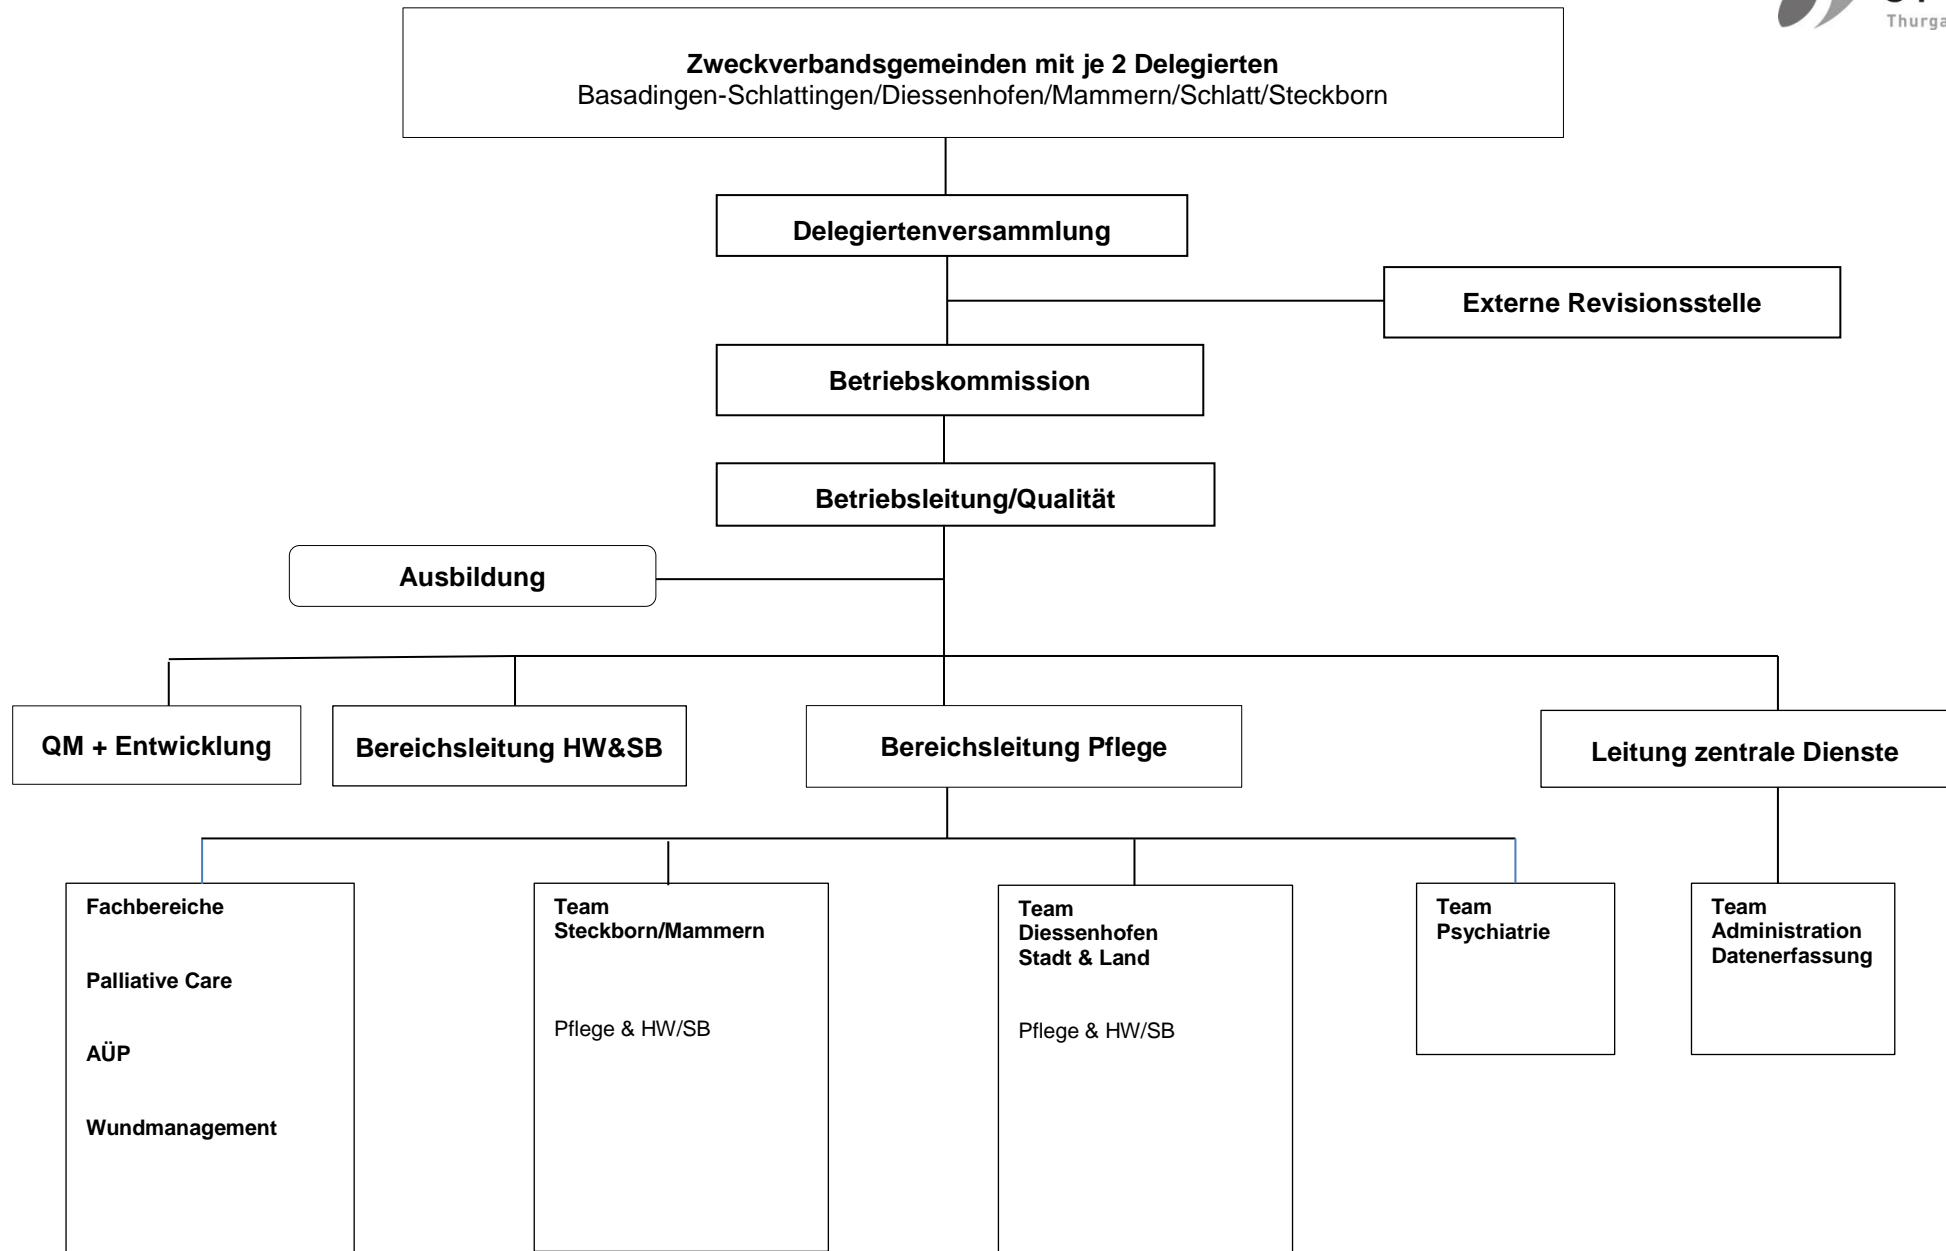 Zweckverbandsgemeinden mit je 2 Delegierten
Basadingen-Schlattingen/Diessenhofen/Mammern/Schlatt/Steckborn
Delegiertenversammlung
Externe Revisionsstelle
Betriebskommission
Betriebsleitung/Qualität
Ausbildung
QM + Entwicklung
Bereichsleitung HW&SB
Bereichsleitung Pflege
Leitung zentrale Dienste
Fachbereiche
Palliative Care
AÜP
Wundmanagement
Team
Steckborn/Mammern
Pflege & HW/SB
Team
Diessenhofen
Stadt & Land
Pflege & HW/SB
Team
Psychiatrie
Team
Administration
Datenerfassung